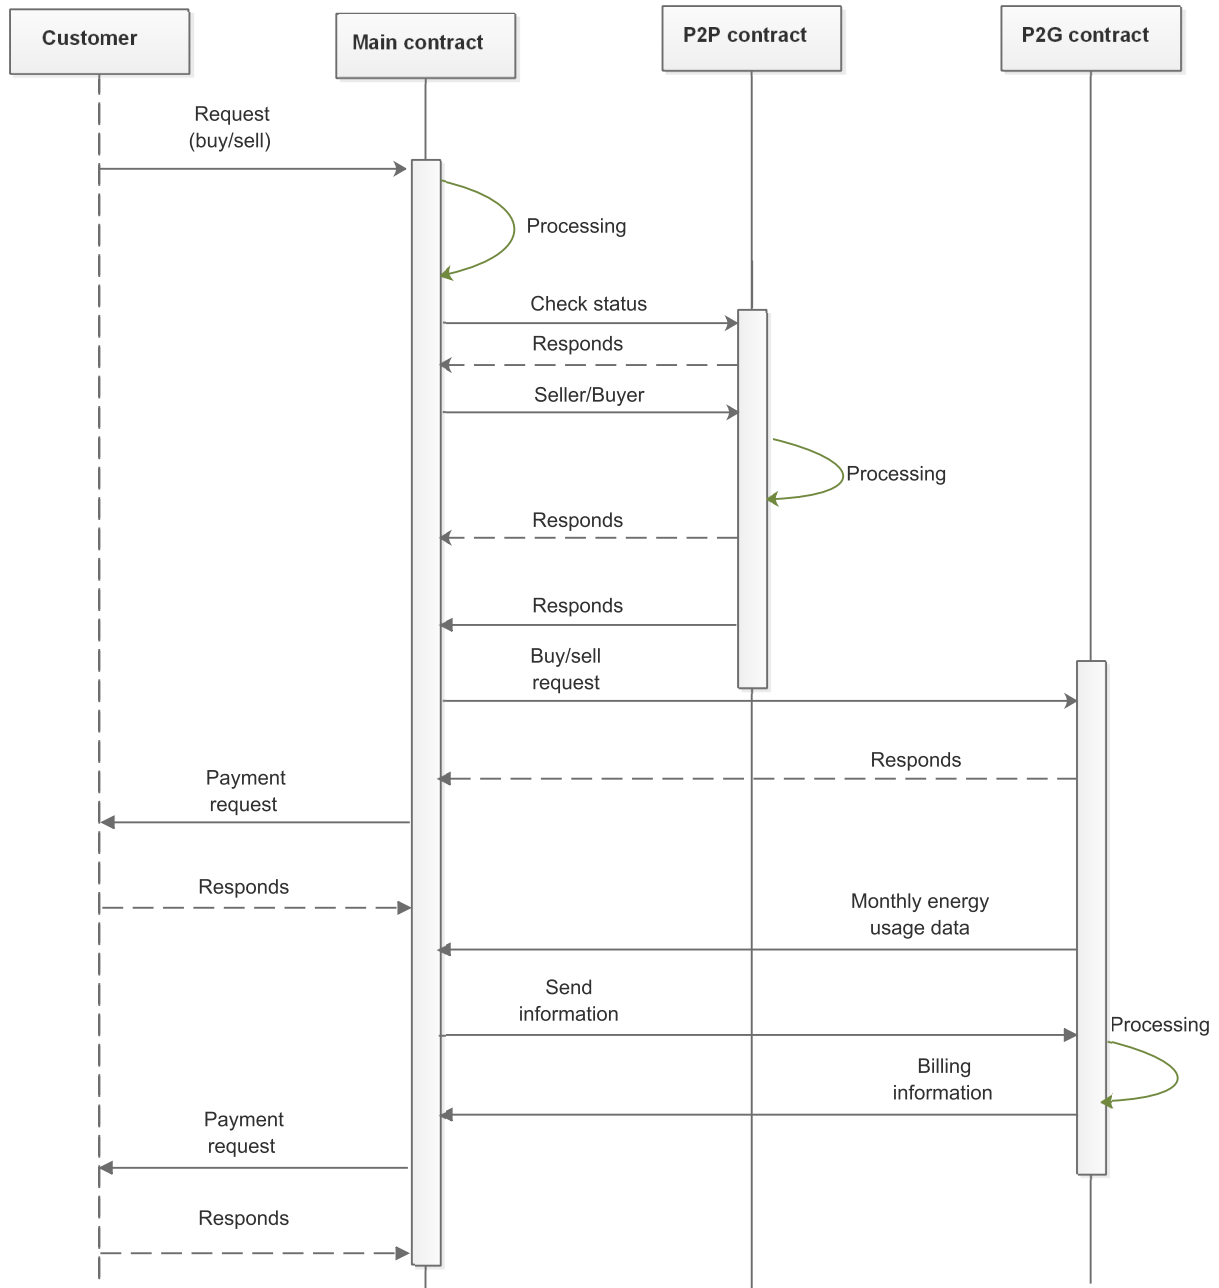 Customer
Main contract
P2P contract
P2G contract
Request
(buy/sell)
Processing
Check status
Responds
Seller/Buyer
Processing
Responds
Responds
Buy/sell
request
Responds
Payment
request
Responds
Monthly energy
usage data
Send
information
Processing
Billing
information
Payment
request
Responds